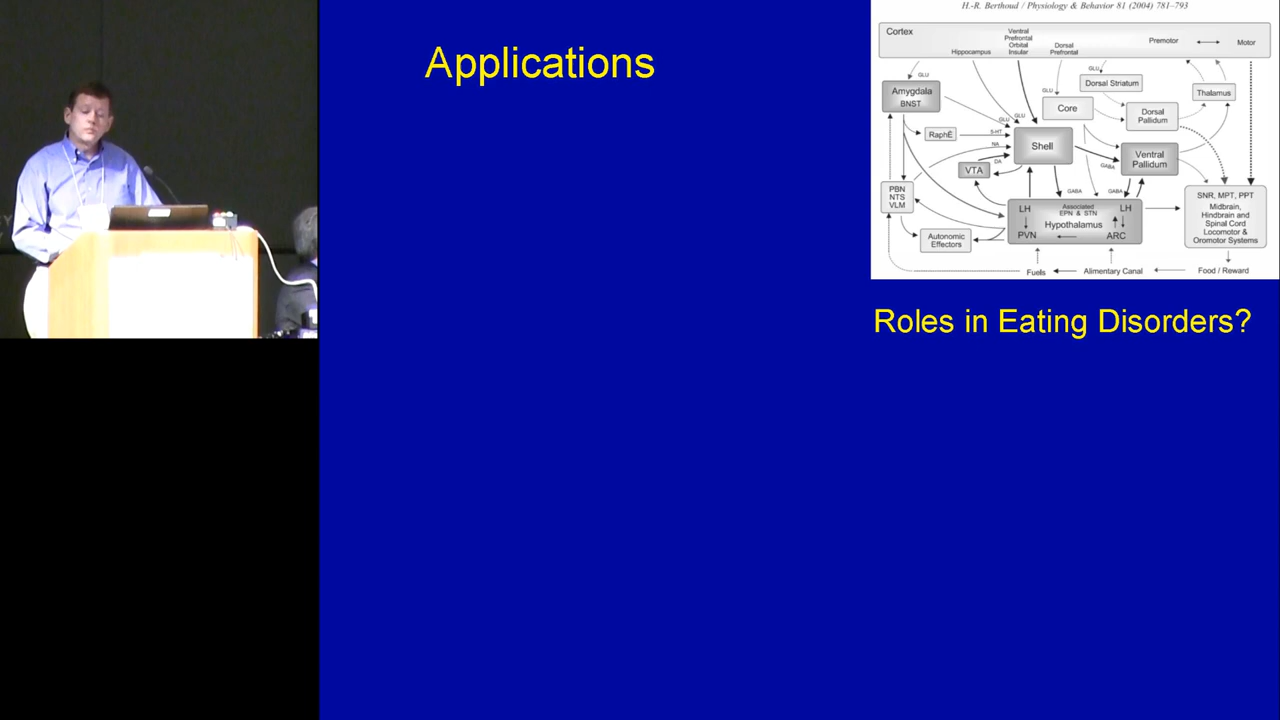 H.-R. Berthoud / Physiology & Behavior 81 (2004) 781–793
Applications
Cortex
Hippocampus
Ventral
Prefrontal
Orbital
Insular
Dorsal
Prefrontal
Premotor
Motor
GLU
GLU
GLU
Amygdala
BNST
Dorsal Striatum
Thalamus
Core
Dorsal
Pallidum
GLU
GLU
RaphÈ
5-HT
Shell
NA
DA
VTA
GABA
Ventral
Pallidum
PBN
NTS
VLM
GABA
GABA
SNR, MPT, PPT
Midbrain,
Hindbrain and
Spinal Cord
Locomotor &
Oromotor Systems
LH
Associated
EPN & STN
LH
Hypothalamus
PVN
ARC
Autonomic
Effectors
Fuels
Alimentary Canal
Food / Reward
Roles in Eating Disorders?